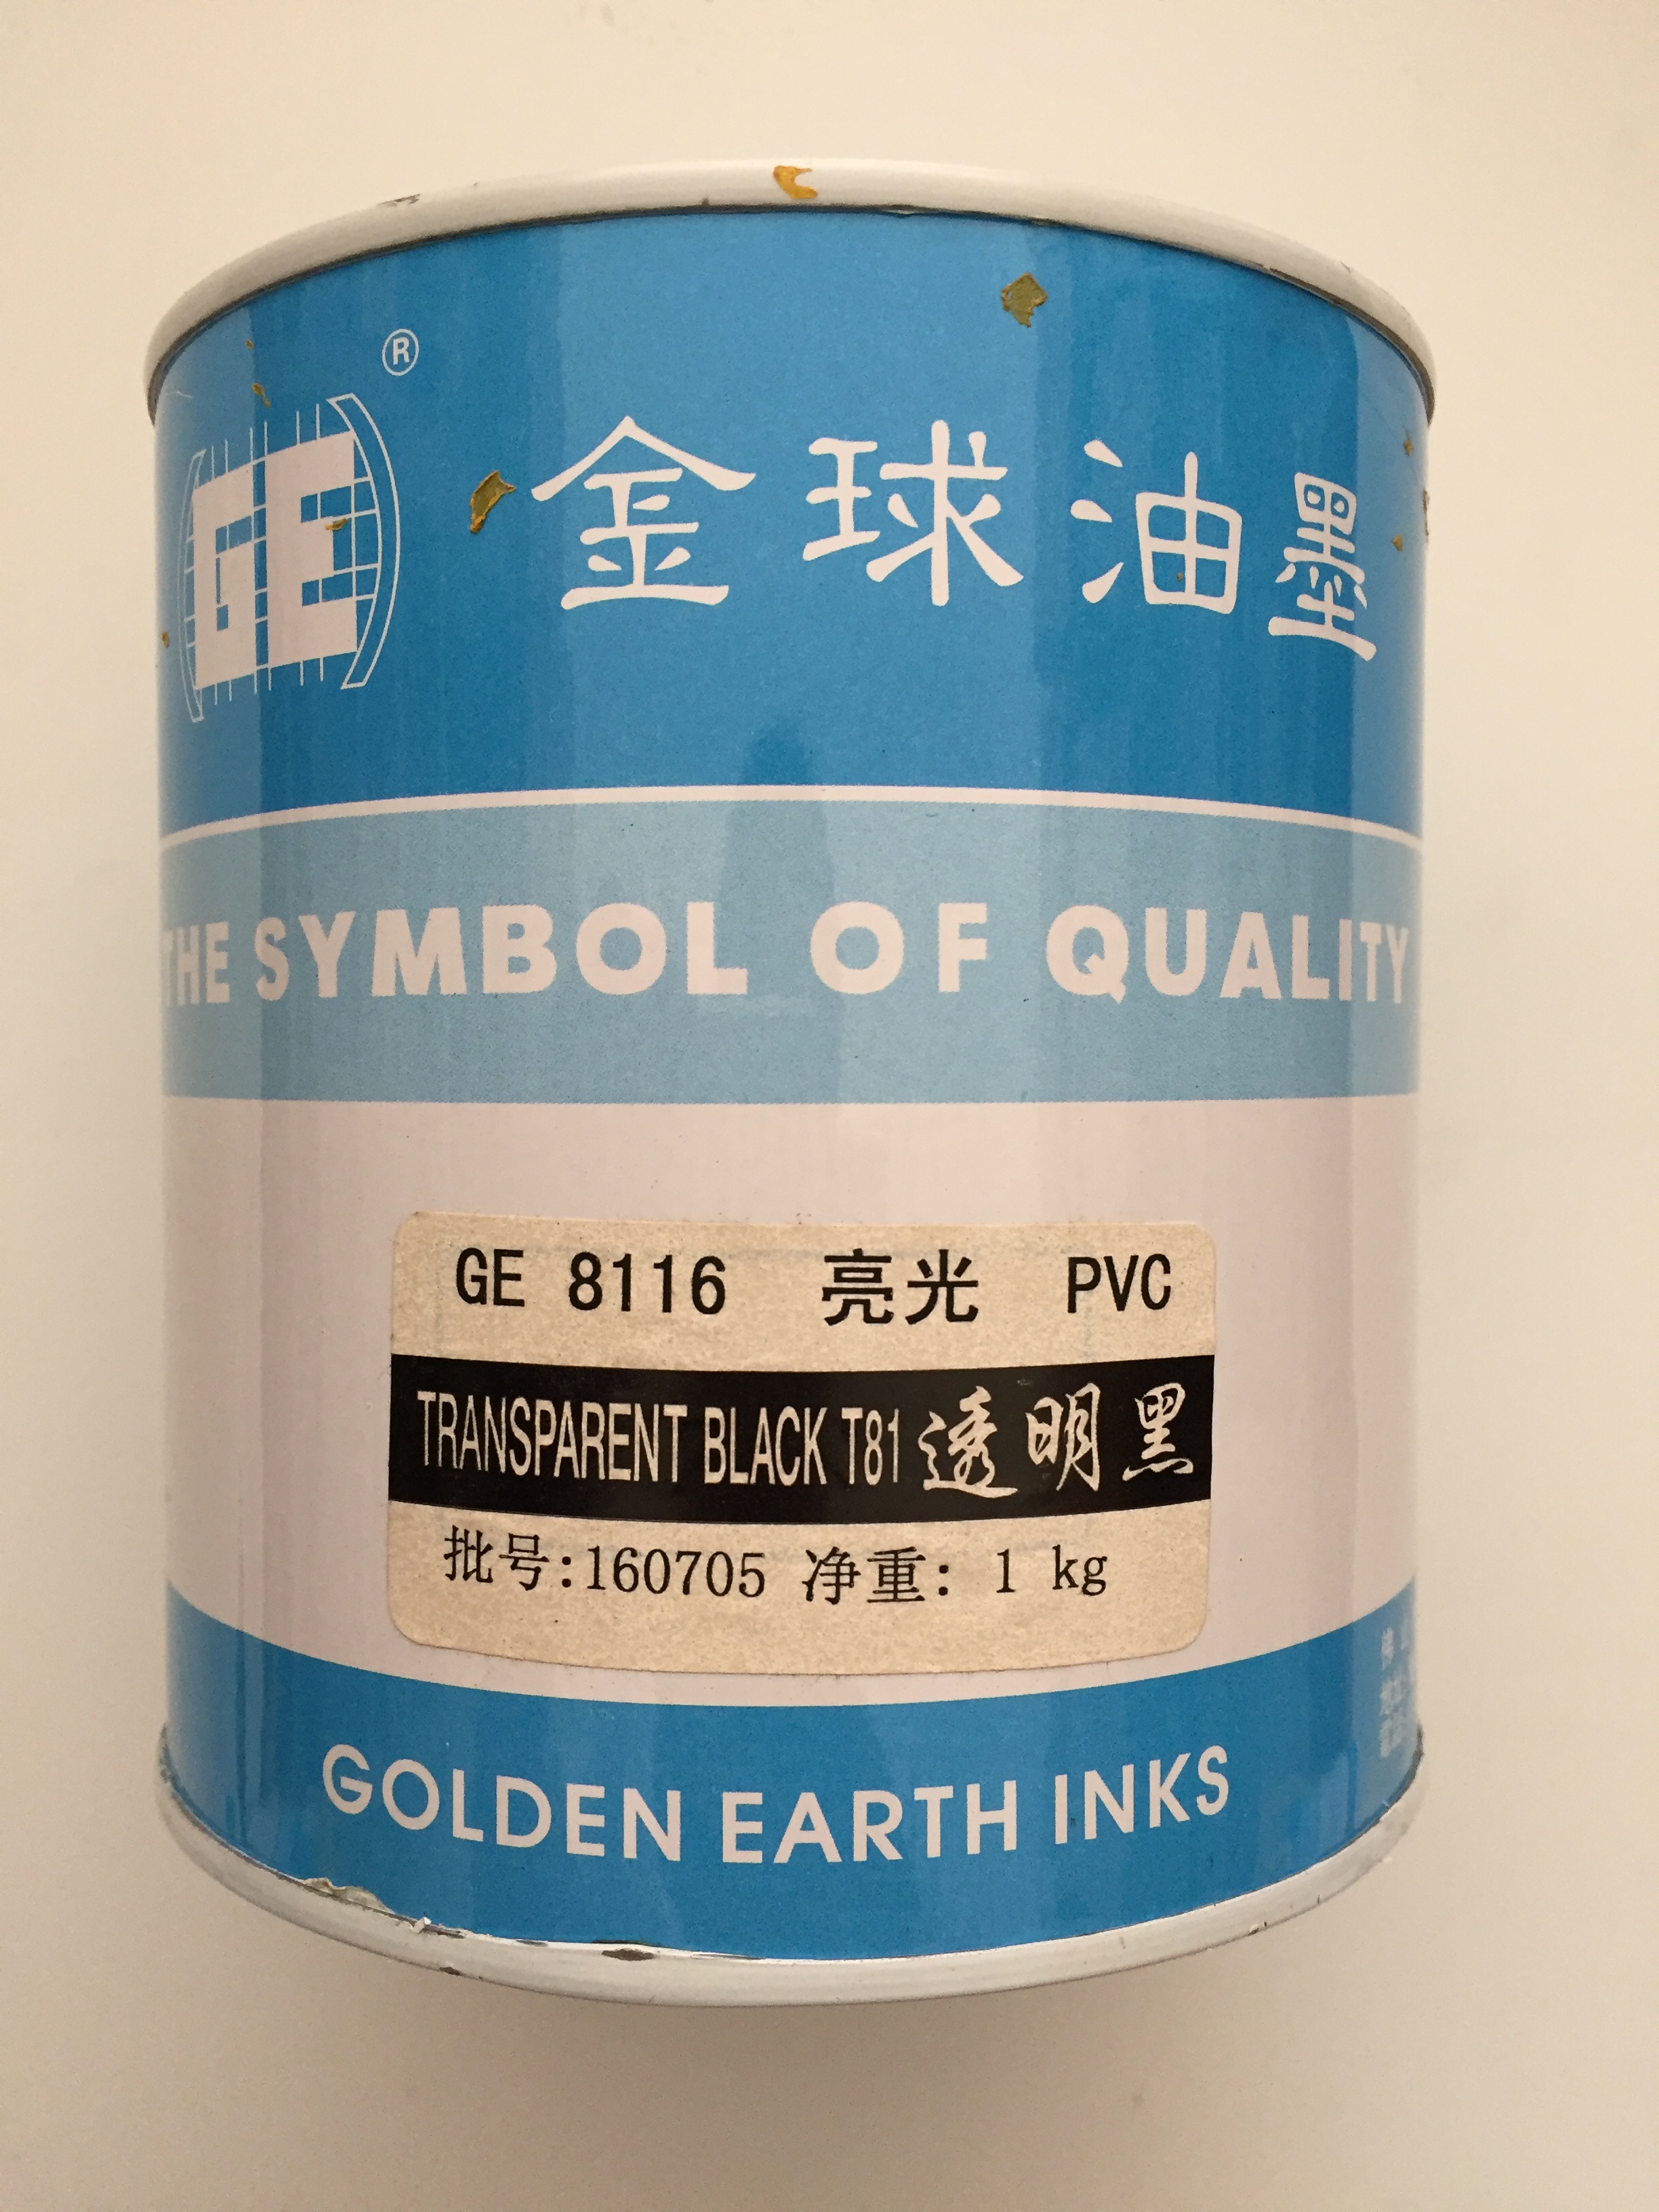 GE ®
金球油墨
THE SYMBOL OF QUALITY
GE 8116 亮光 PVC
TRANSPARENT BLACK T81 透明黑
批号:160705 净重: 1 kg
GOLDEN EARTH INKS